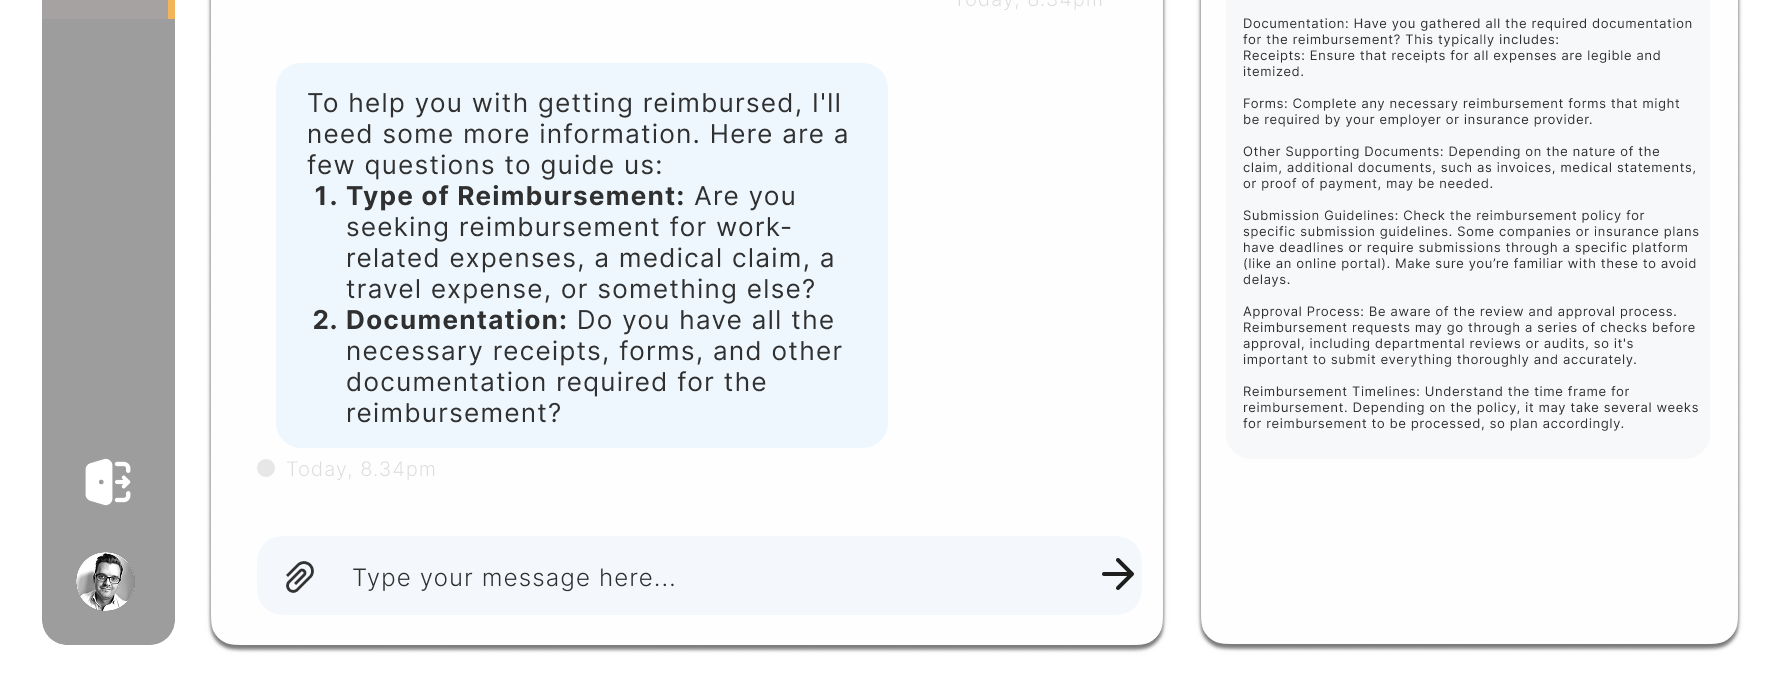 Today, 8.34pm
To help you with getting reimbursed, I'll
need some more information. Here are a
few questions to guide us:
1. Type of Reimbursement: Are you
seeking reimbursement for work-
related expenses, a medical claim, a
travel expense, or something else?
2. Documentation: Do you have all the
necessary receipts, forms, and other
documentation required for the
reimbursement?
Today, 8.34pm
Type your message here...
Documentation: Have you gathered all the required documentation
for the reimbursement? This typically includes:
Receipts: Ensure that receipts for all expenses are legible and
itemized.
Forms: Complete any necessary reimbursement forms that might
be required by your employer or insurance provider.
Other Supporting Documents: Depending on the nature of the
claim, additional documents, such as invoices, medical statements,
or proof of payment, may be needed.
Submission Guidelines: Check the reimbursement policy for
specific submission guidelines. Some companies or insurance plans
have deadlines or require submissions through a specific platform
(like an online portal). Make sure you’re familiar with these to avoid
delays.
Approval Process: Be aware of the review and approval process.
Reimbursement requests may go through a series of checks before
approval, including departmental reviews or audits, so it's
important to submit everything thoroughly and accurately.
Reimbursement Timelines: Understand the time frame for
reimbursement. Depending on the policy, it may take several weeks
for reimbursement to be processed, so plan accordingly.